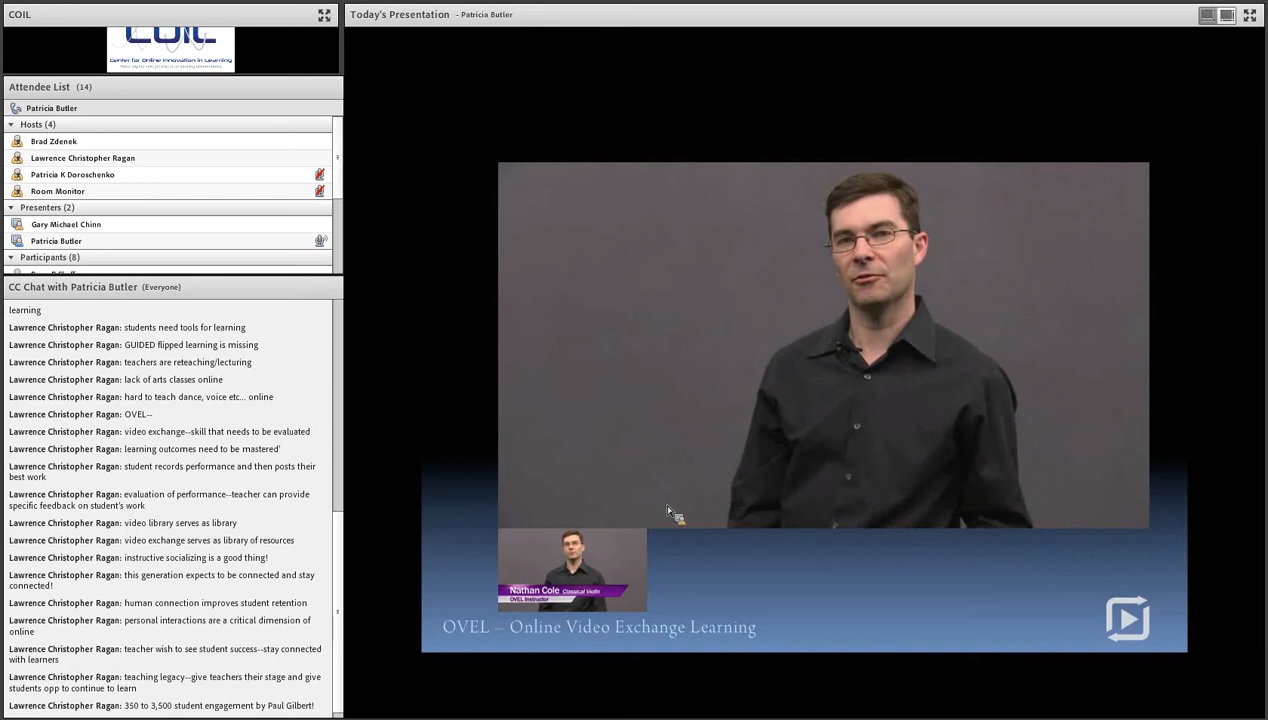 COIL
COIL
Center for Online Innovation in Learning
Attendee List (14)
Patricia Butler
Hosts (4)
Brad Zdenek
Lawrence Christopher Ragan
Patricia K Doroschenko
Room Monitor
Presenters (2)
Gary Michael Chinn
Patricia Butler
Participants (8)
CC Chat with Patricia Butler (Everyone)
learning
Lawrence Christopher Ragan: students need tools for learning
Lawrence Christopher Ragan: GUIDED flipped learning is missing
Lawrence Christopher Ragan: teachers are reteaching/lecturing
Lawrence Christopher Ragan: lack of arts classes online
Lawrence Christopher Ragan: hard to teach dance, voice etc... online
Lawrence Christopher Ragan: OVEL--
Lawrence Christopher Ragan: video exchange--skill that needs to be evaluated
Lawrence Christopher Ragan: learning outcomes need to be mastered'
Lawrence Christopher Ragan: student records performance and then posts their
best work
Lawrence Christopher Ragan: evaluation of performance--teacher can provide
specific feedback on student's work
Lawrence Christopher Ragan: video library serves as library
Lawrence Christopher Ragan: video exchange serves as library of resources
Lawrence Christopher Ragan: instructive socializing is a good thing!
Lawrence Christopher Ragan: this generation expects to be connected and stay
connected!
Lawrence Christopher Ragan: human connection improves student retention
Lawrence Christopher Ragan: personal interactions are a critical dimension of
online
Lawrence Christopher Ragan: teacher wish to see student success--stay connected
with learners
Lawrence Christopher Ragan: teaching legacy--give teachers their stage and give
students opp to continue to learn
Lawrence Christopher Ragan: 350 to 3,500 student engagement by Paul Gilbert!
Today's Presentation - Patricia Butler
Nathan Cole Classical Violin
OVEL Instructor
OVEL – Online Video Exchange Learning